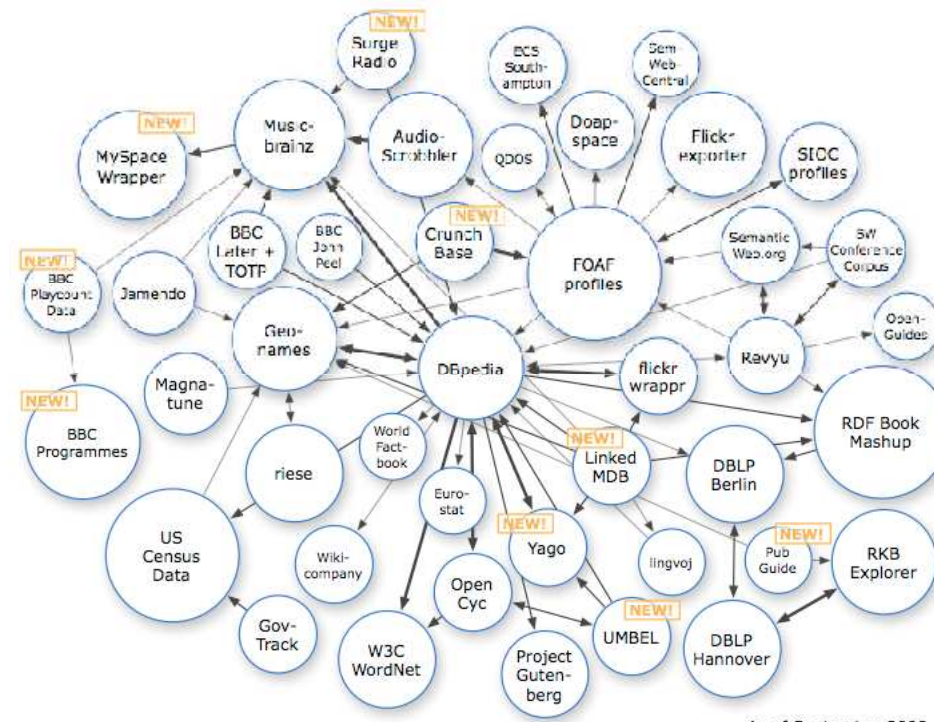 NEW!
Surge
Radio
ECS
South-
ampton
Sem-
Web-
Central
Music-
brainz
Audio-
Scrobbler
QDOS
Doap-
space
Flickr
exporter
SIOC
profiles
NEW!
MySpace
Wrapper
BBC
Later +
TOTP
BBC
John
Peel
NEW!
Crunch
Base
FOAF
profiles
Semantic
Web.org
SW
Conference
Corpus
NEW!
BBC
Playcount
Data
Jamendo
Geo-
names
DBpedia
flickr
wrappr
Revyu
Open-
Guides
Magna-
tune
NEW!
BBC
Programmes
riese
World
Fact-
book
NEW!
Linked
MDB
DBLP
Berlin
RDF Book
Mashup
US
Census
Data
Wiki-
company
Euro-
stat
NEW!
Yago
lingvoj
NEW!
Pub
Guide
RKB
Explorer
Gov-
Track
Open
Cyc
W3C
WordNet
Project
Guten-
berg
NEW!
UMBEL
DBLP
Hannover